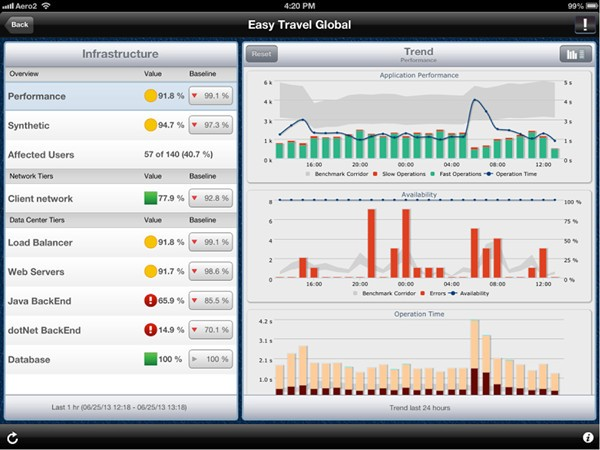 Aero2 4:20 PM 99%
Back Easy Travel Global !
Infrastructure
Overview Value Baseline
Performance 91.8 % 99.1 %
Synthetic 94.7 % 97.3 %
Affected Users 57 of 140 (40.7 %)
Network Tiers Value Baseline
Client network 77.9 % 92.8 %
Data Center Tiers Value Baseline
Load Balancer 91.8 % 99.1 %
Web Servers 91.7 % 98.6 %
Java BackEnd ! 65.9 % 85.5 %
dotNet BackEnd ! 14.9 % 70.1 %
Database 100 % 100 %
Last 1 hr (06/25/13 12:18 - 06/25/13 13:18)
Reset Trend
Performance
Application Performance
6 k 5 s
4 s
4 k 3 s
2 k 2 s
1 s
0 k 0 s
16:00 20:00 00:00 04:00 08:00 12:00
Benchmark Corridor Slow Operations Fast Operations Operation Time
Availability
8 100 %
6 75 %
4 50 %
2 25 %
0 0 %
16:00 20:00 00:00 04:00 08:00 12:00
Benchmark Corridor Errors Availability
Operation Time
4.2 s
3.1 s
2.1 s
1.0 s
Trend last 24 hours
i